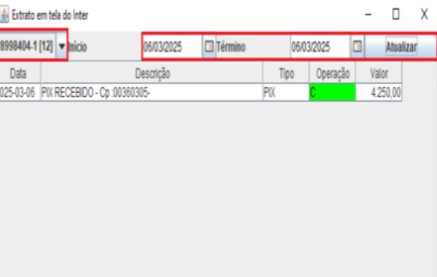 Extrato em tela do Inter
8998404-1 [12] Início 06/03/2025 Término 06/03/2025 Atualizar
Data Descrição Tipo Operação Valor
025-03-06 PIX RECEBIDO - Cp :00360305- PIX C 4.250,00